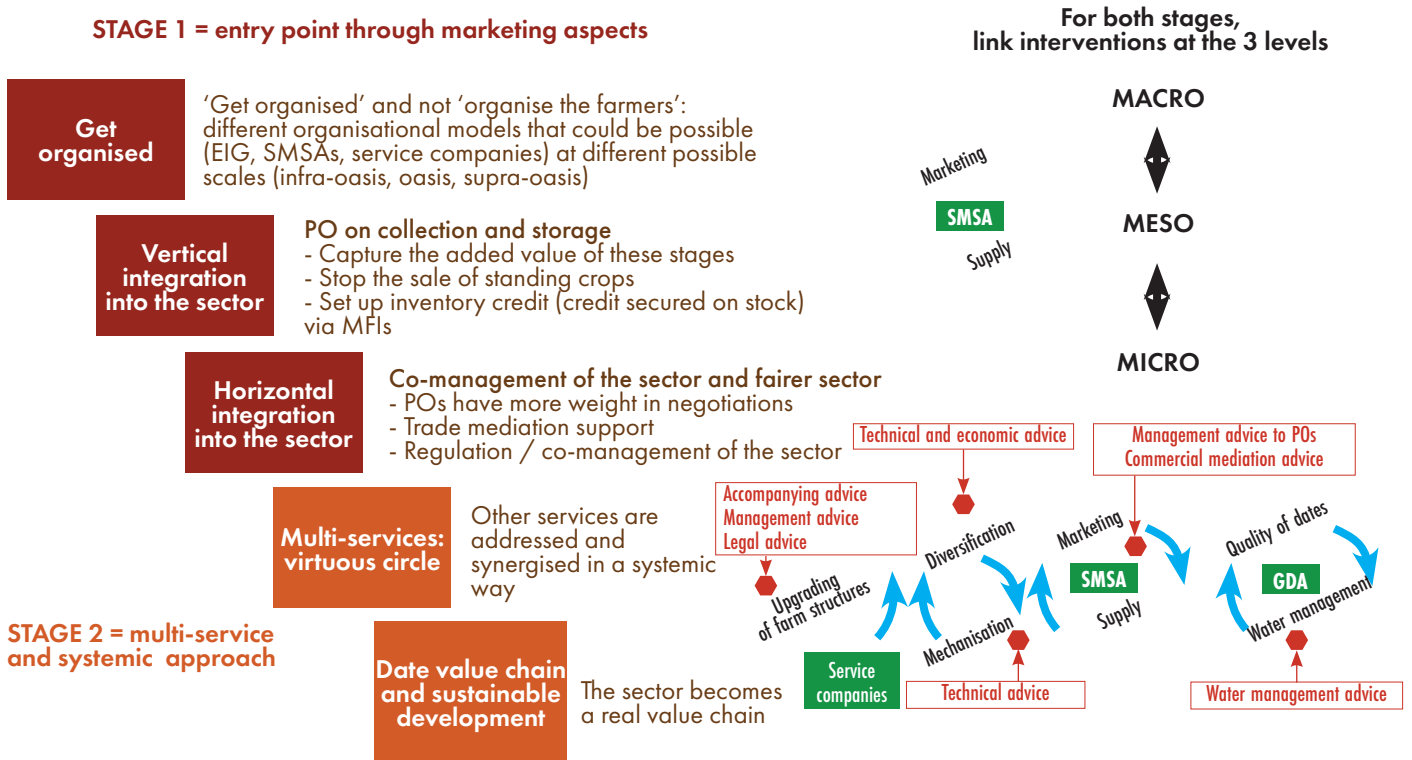 STAGE 1 = entry point through marketing aspects
For both stages,
link interventions at the 3 levels
Get
organised
‘Get organised’ and not ‘organise the farmers’:
different organisational models that could be possible
(EIG, SMSAs, service companies) at different possible
scales (infra-oasis, oasis, supra-oasis)
MACRO
Marketing
SMSA
Supply
MESO
MICRO
Vertical
integration
into the sector
PO on collection and storage
- Capture the added value of these stages
- Stop the sale of standing crops
- Set up inventory credit (credit secured on stock)
via MFIs
Horizontal
integration
into the sector
Co-management of the sector and fairer sector
- POs have more weight in negotiations
- Trade mediation support
- Regulation / co-management of the sector
Technical and economic advice
Management advice to POs
Commercial mediation advice
Multi-services:
virtuous circle
Other services are
addressed and
synergised in a systemic
way
Accompanying advice
Management advice
Legal advice
Upgrading
of farm structures
Diversification
Mechanisation
Marketing
SMSA
Supply
Quality of dates
GDA
Water management
STAGE 2 = multi-service
and systemic approach
Date value chain
and sustainable
development
The sector becomes
a real value chain
Service
companies
Technical advice
Water management advice